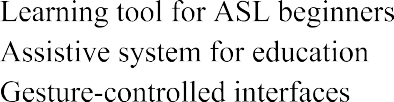 Learning tool for ASL beginners
Assistive system for education
Gesture-controlled interfaces